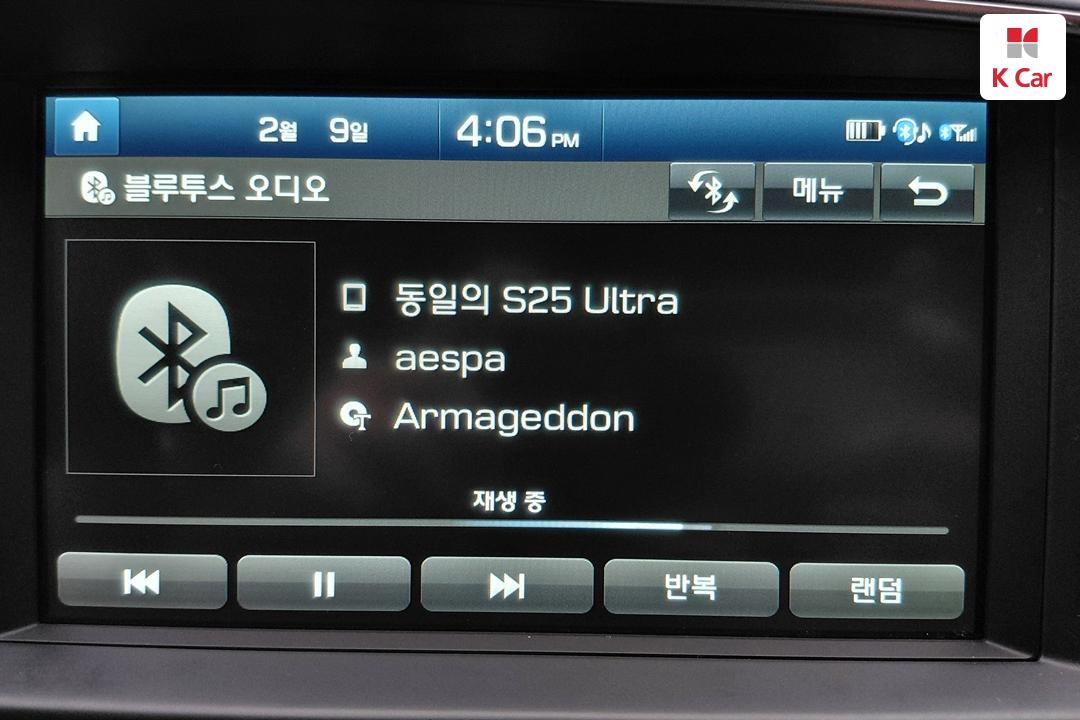 K Car
2월 9일 4:06 PM
블루투스 오디오 메뉴
동일의 S25 Ultra
aespa
Armageddon
재생 중
반복 랜덤